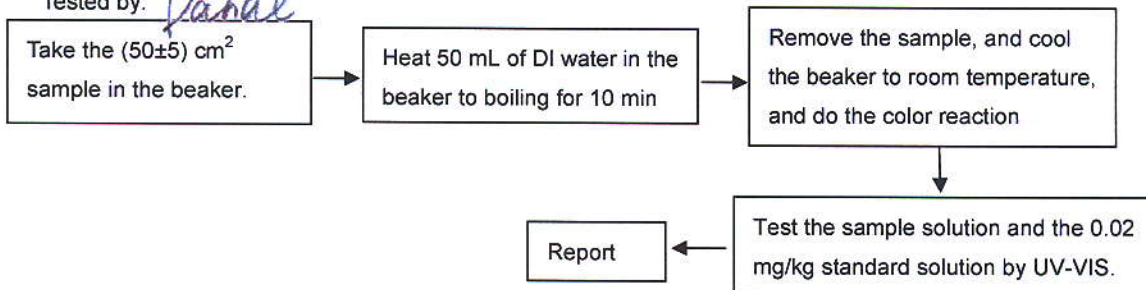 Tested by:
Take the (50±5) cm²
sample in the beaker.
Heat 50 mL of DI water in the
beaker to boiling for 10 min
Remove the sample, and cool
the beaker to room temperature,
and do the color reaction
Test the sample solution and the 0.02
mg/kg standard solution by UV-VIS.
Report